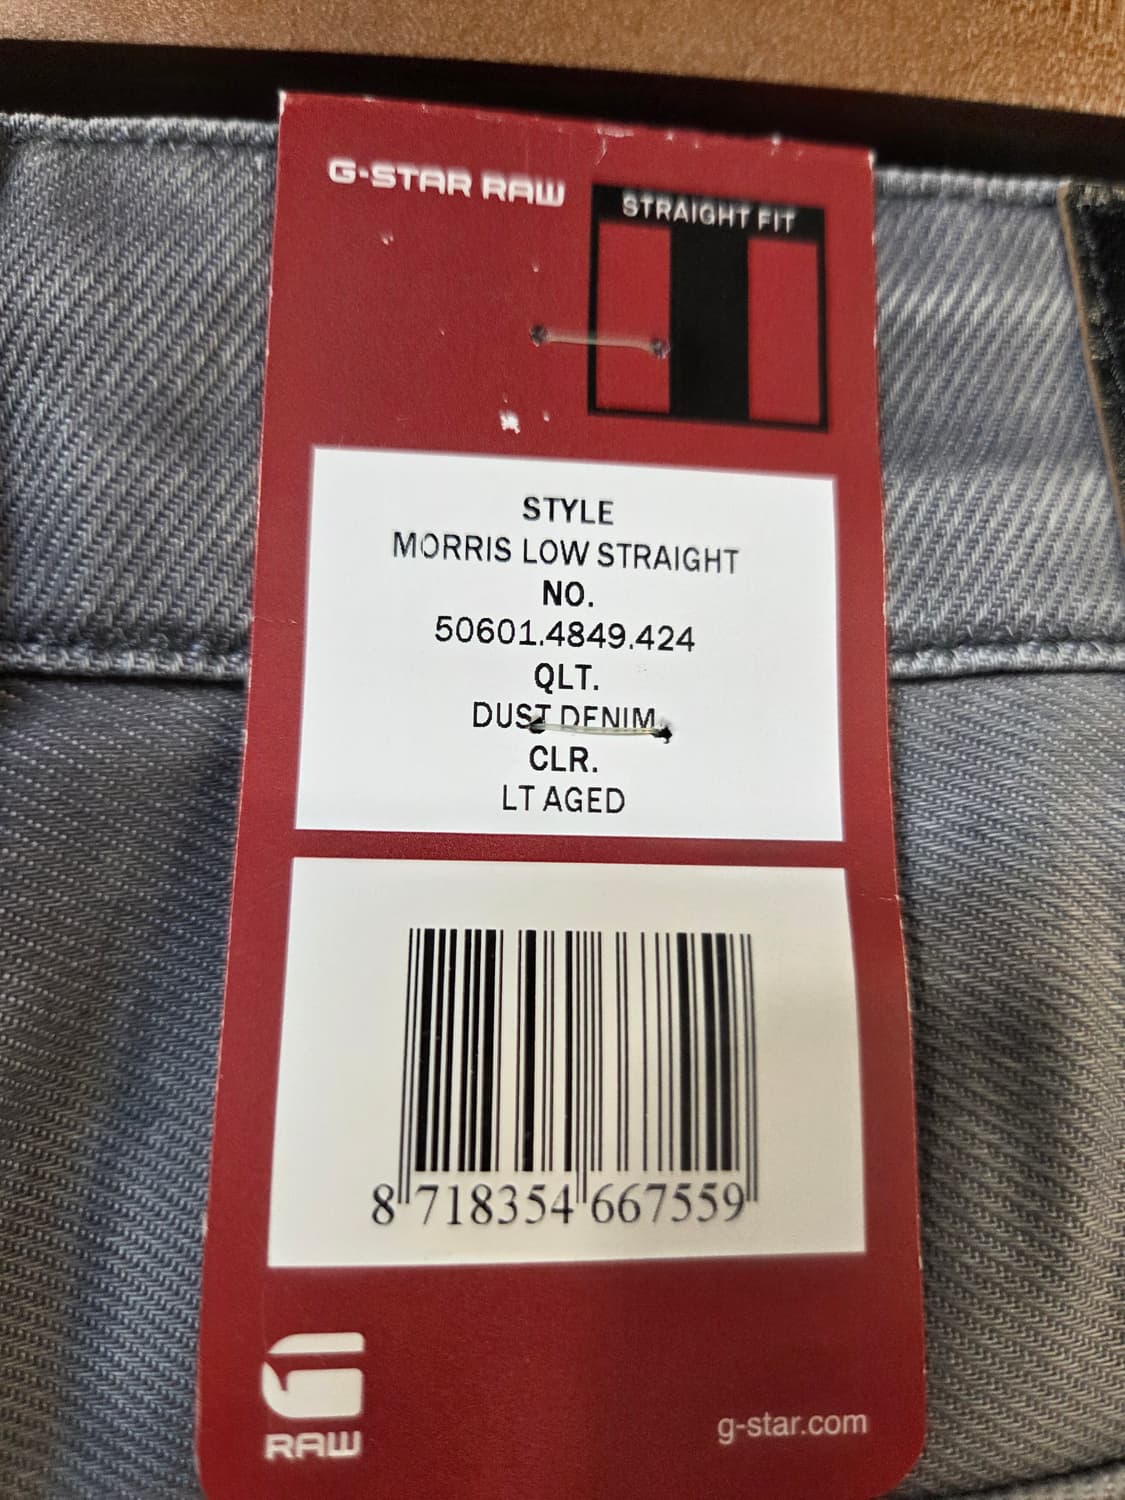 G-STAR RAW
STRAIGHT FIT
STYLE
MORRIS LOW STRAIGHT
NO.
50601.4849.424
QLT.
DUST DENIM
CLR.
LT AGED
8 718354 667559
RAW
g-star.com